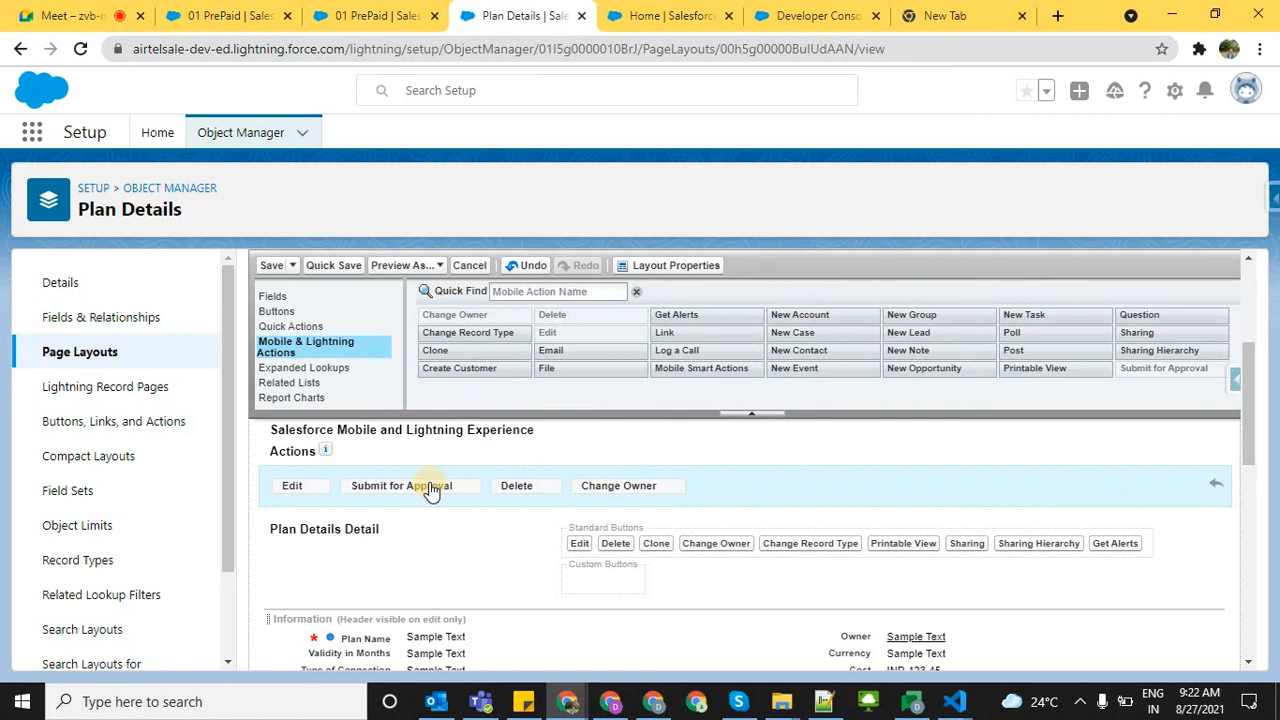 Meet – zvb-n
01 PrePaid | Sales
01 PrePaid | Sales
Plan Details | Sal
Home | Salesforc
Developer Conso
New Tab
airtelsale-dev-ed.lightning.force.com/lightning/setup/ObjectManager/01I5g0000010BrJ/PageLayouts/00h5g00000BulUdAAN/view
Search Setup
Setup
Home
Object Manager
SETUP > OBJECT MANAGER
Plan Details
Details
Fields & Relationships
Page Layouts
Lightning Record Pages
Buttons, Links, and Actions
Compact Layouts
Field Sets
Object Limits
Record Types
Related Lookup Filters
Search Layouts
Search Layouts for
Save Quick Save Preview As... Cancel Undo Redo Layout Properties
Fields
Buttons
Quick Actions
Mobile & Lightning
Actions
Expanded Lookups
Related Lists
Report Charts
Quick Find Mobile Action Name
Change Owner Delete Get Alerts New Account New Group New Task Question
Change Record Type Edit Link New Case New Lead Poll Sharing
Clone Email Log a Call New Contact New Note Post Sharing Hierarchy
Create Customer File Mobile Smart Actions New Event New Opportunity Printable View Submit for Approval
Salesforce Mobile and Lightning Experience
Actions
Edit Submit for Approval Delete Change Owner
Plan Details Detail
Standard Buttons
Edit Delete Clone Change Owner Change Record Type Printable View Sharing Sharing Hierarchy Get Alerts
Custom Buttons
Information (Header visible on edit only)
* Plan Name Sample Text Owner Sample Text
Validity in Months Sample Text Currency Sample Text
Type of Connection Sample Text Cost INR 123.45
Type here to search
24°C
ENG
IN
9:22 AM
8/27/2021